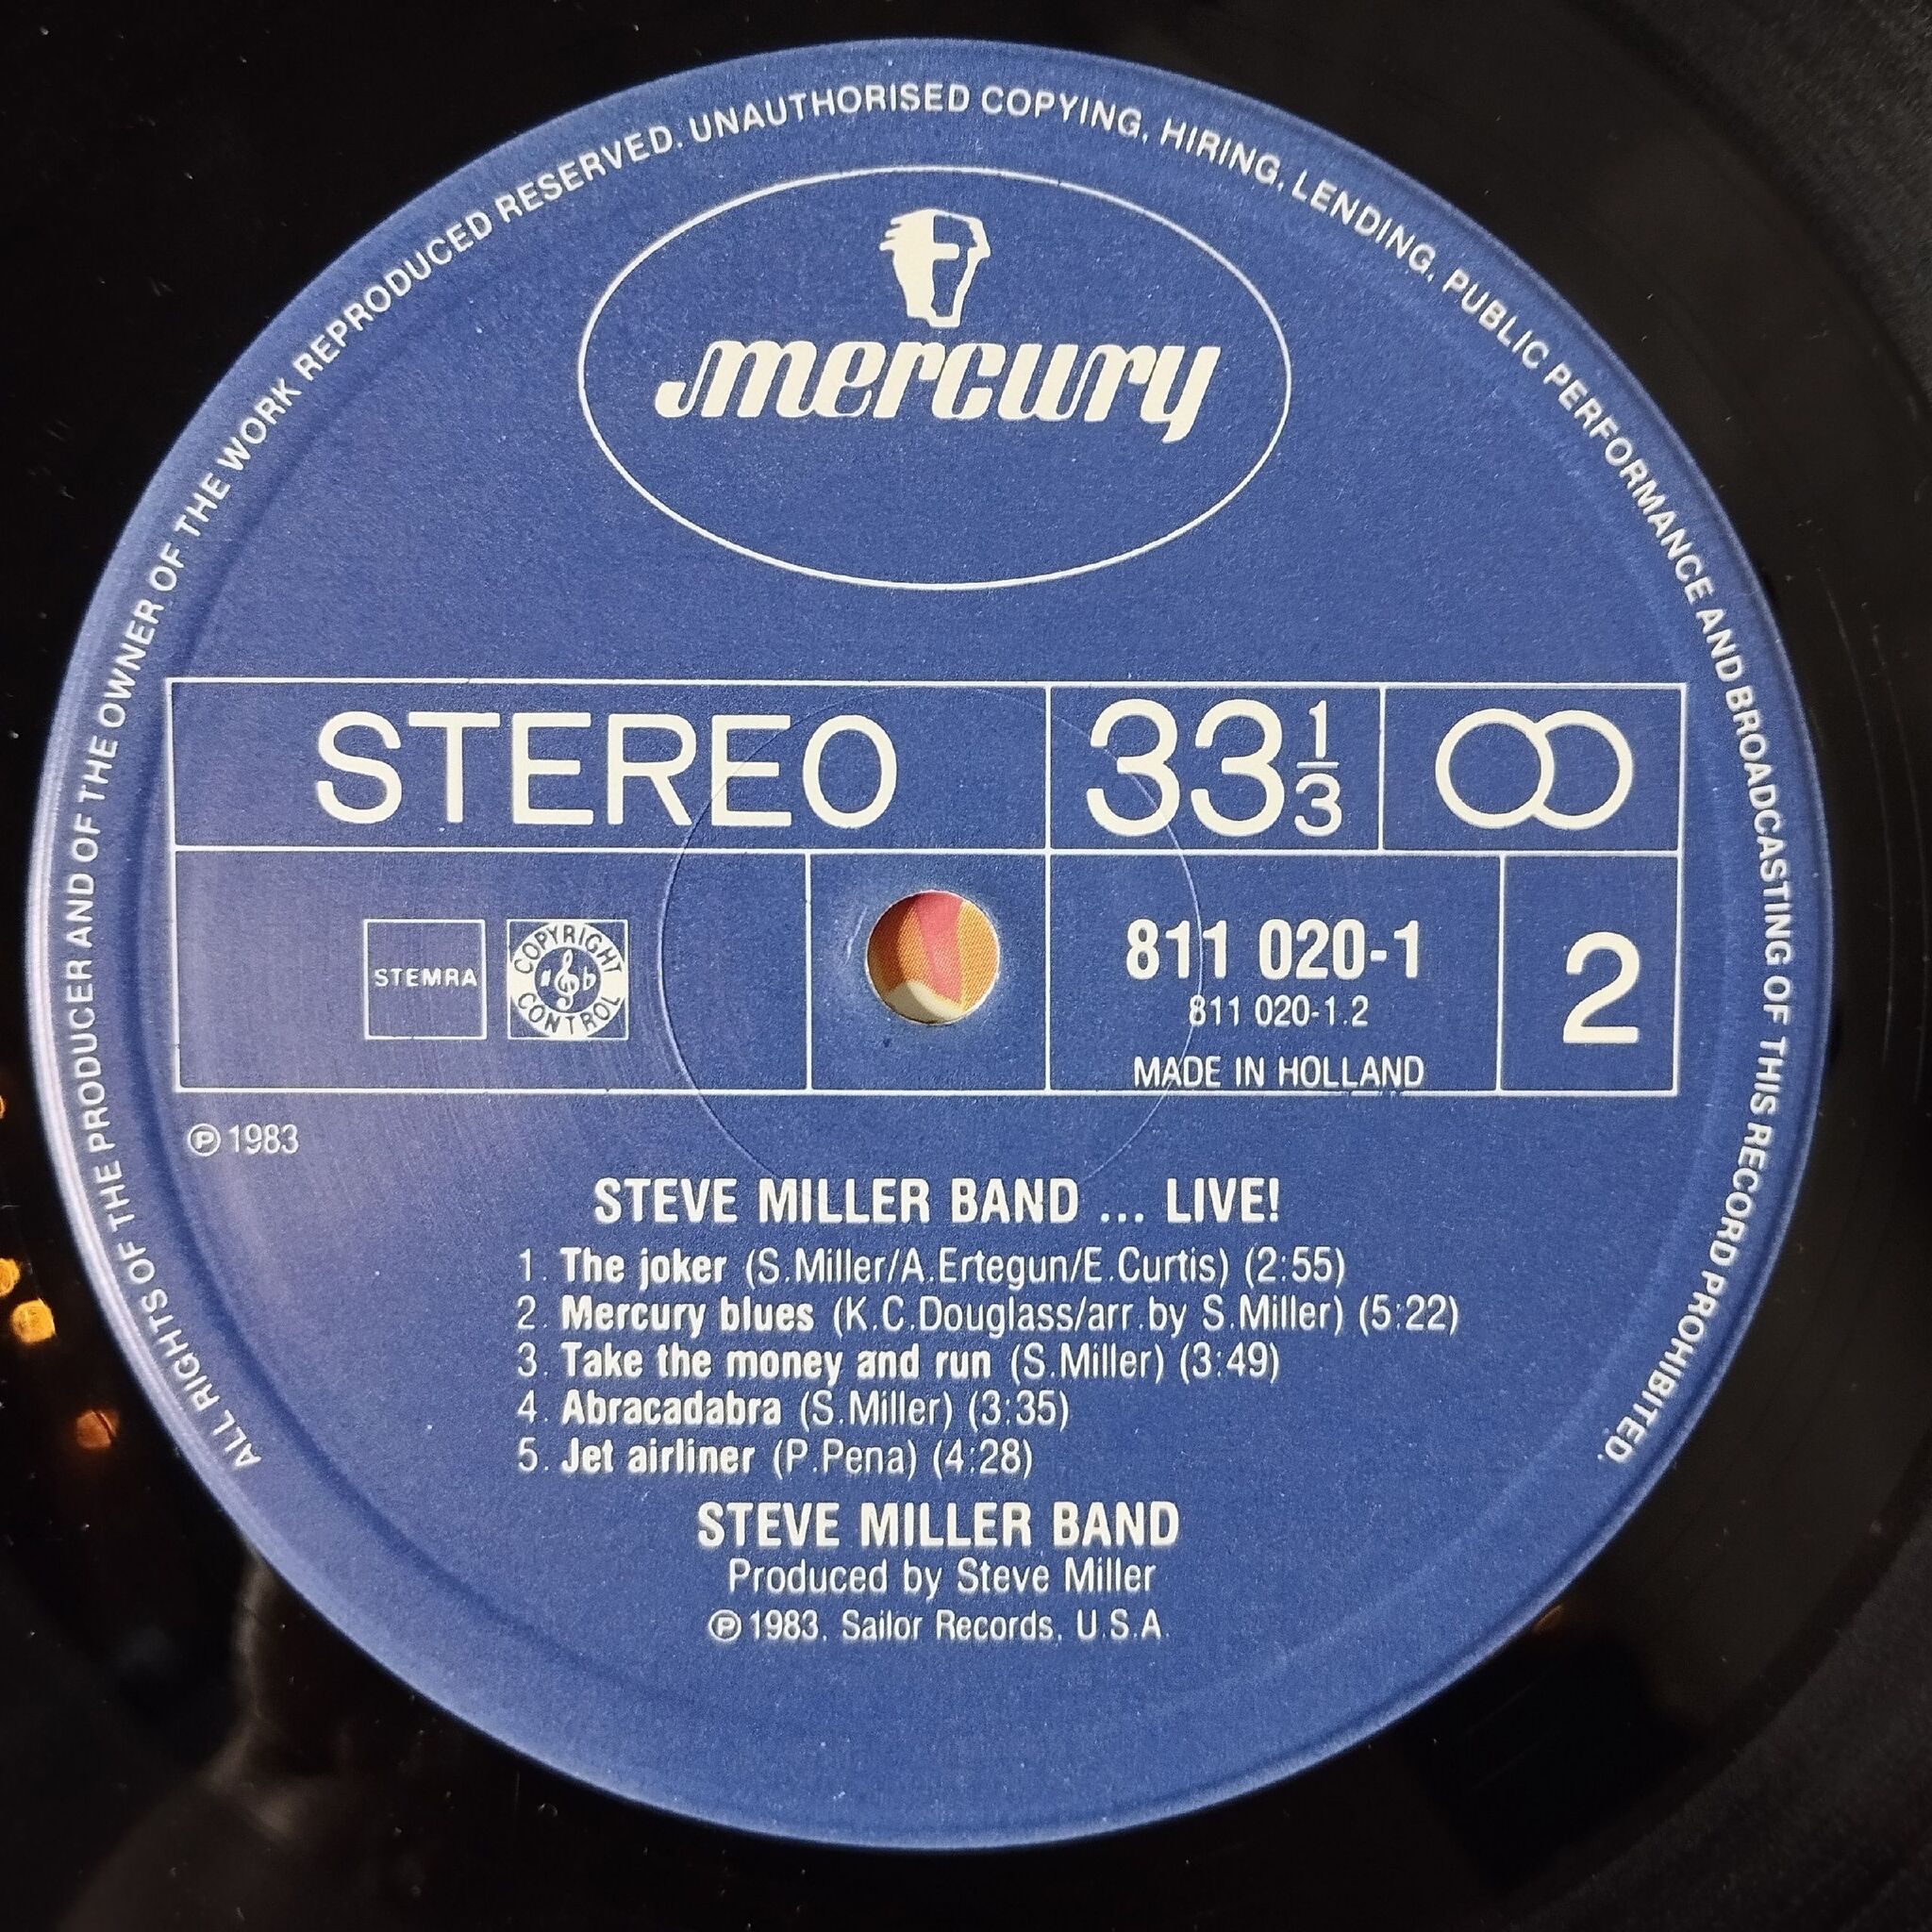 ALL RIGHTS OF THE PRODUCER AND OF THE OWNER OF THE WORK REPRODUCED RESERVED. UNAUTHORISED COPYING, HIRING, LENDING, PUBLIC PERFORMANCE AND BROADCASTING OF THIS RECORD PROHIBITED.
mercury
STEREO
33 1/3
STEMRA
COPYRIGHT CONTROL
811 020-1
811 020-1.2
MADE IN HOLLAND
2
℗ 1983
STEVE MILLER BAND ... LIVE!
1. The joker (S.Miller/A.Ertegun/E.Curtis) (2:55)
2. Mercury blues (K.C.Douglass/arr.by S.Miller) (5:22)
3. Take the money and run (S.Miller) (3:49)
4. Abracadabra (S.Miller) (3:35)
5. Jet airliner (P.Pena) (4:28)
STEVE MILLER BAND
Produced by Steve Miller
℗ 1983, Sailor Records, U.S.A.